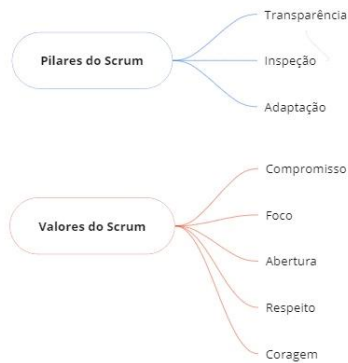 Pilares do Scrum
Transparência
Inspeção
Adaptação
Valores do Scrum
Compromisso
Foco
Abertura
Respeito
Coragem